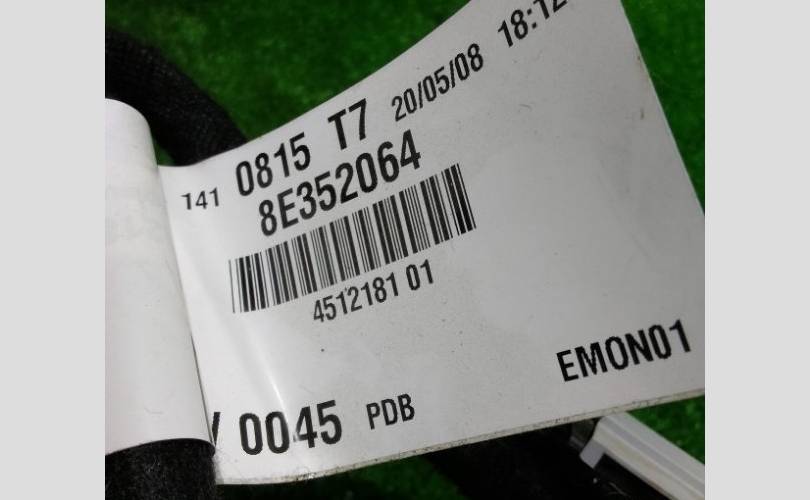 141 0815 T7 20/05/08 18:12
8E352064
4512181 01
EMON01
0045 PDB